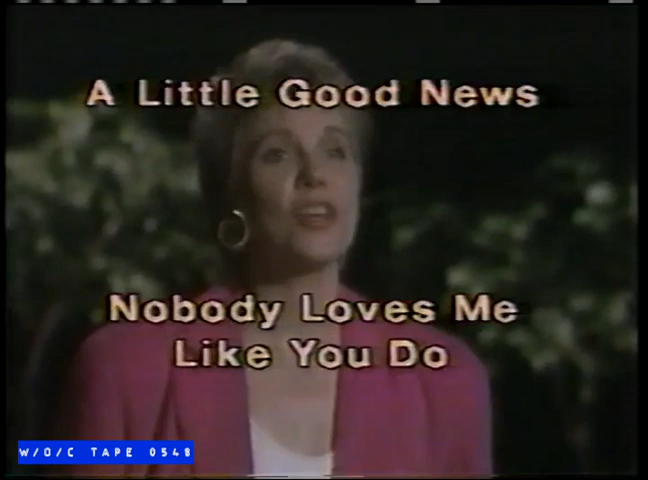 A Little Good News
Nobody Loves Me
Like You Do
W/O/C TAPE 0548